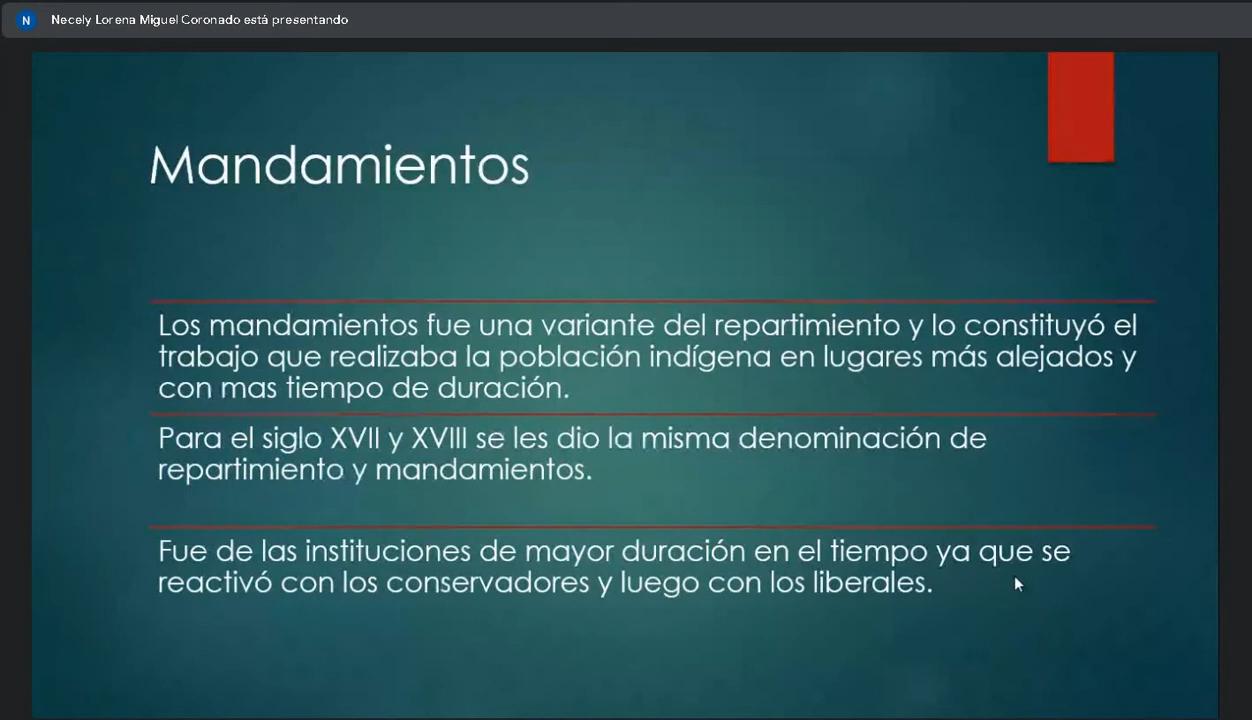 N Necely Lorena Miguel Coronado está presentando
Mandamientos
Los mandamientos fue una variante del repartimiento y lo constituyó el
trabajo que realizaba la población indígena en lugares más alejados y
con mas tiempo de duración.
Para el siglo XVII y XVIII se les dio la misma denominación de
repartimiento y mandamientos.
Fue de las instituciones de mayor duración en el tiempo ya que se
reactivó con los conservadores y luego con los liberales.